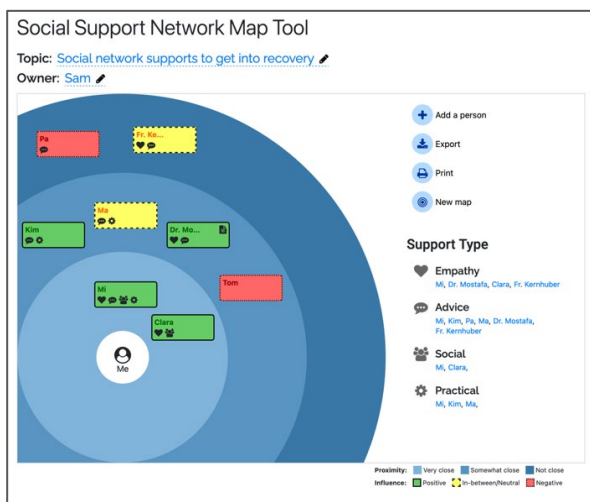 Social Support Network Map Tool
Topic: Social network supports to get into recovery
Owner: Sam
Pa
Fr. Ke...
Ma
Kim
Dr. Mo...
Mi
Tom
Clara
Me
Add a person
Export
Print
New map
Support Type
Empathy
Mi, Dr. Mostafa, Clara, Fr. Kernhuber
Advice
Mi, Kim, Pa, Ma, Dr. Mostafa,
Fr. Kernhuber
Social
Mi, Clara,
Practical
Mi, Kim, Ma,
Proximity: Very close Somewhat close Not close
Influence: Positive In-between/Neutral Negative